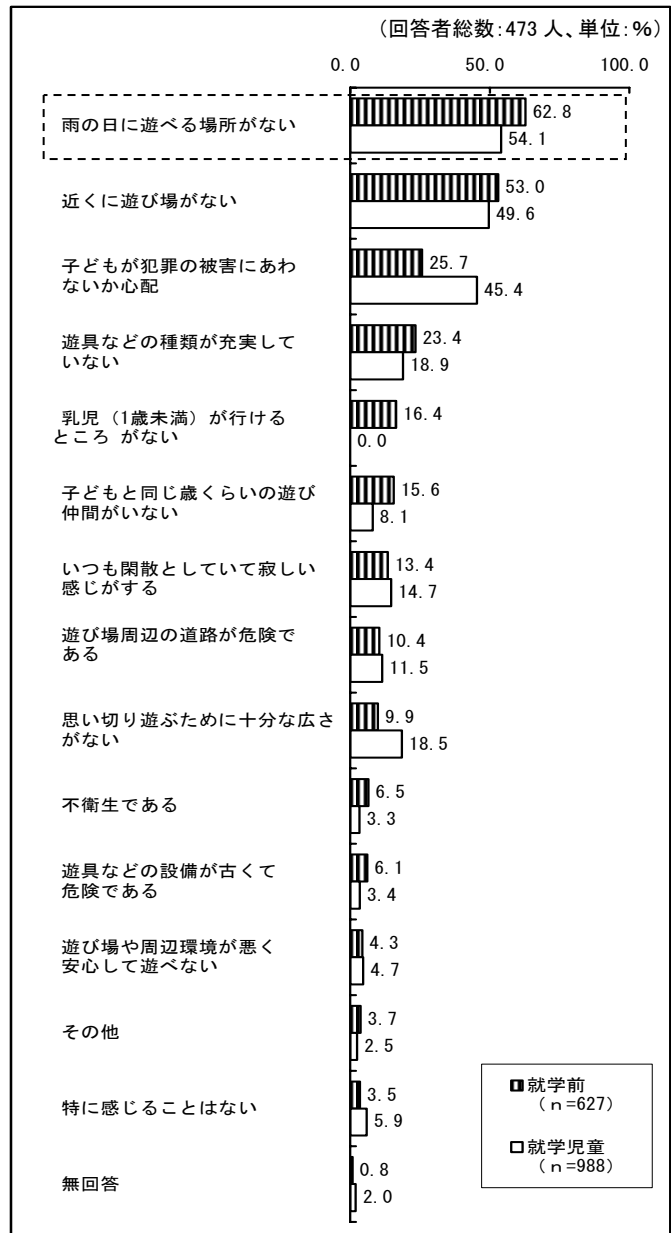 （回答者総数：473 人、単位：％）
0.0 50.0 100.0
雨の日に遊べる場所がない
62.8
54.1
近くに遊び場がない
53.0
49.6
子どもが犯罪の被害にあわ
ないか心配
25.7
45.4
遊具などの種類が充実して
いない
23.4
18.9
乳児（1歳未満）が行ける
ところ がない
16.4
0.0
子どもと同じ歳くらいの遊び
仲間がいない
15.6
8.1
いつも閑散としていて寂しい
感じがする
13.4
14.7
遊び場周辺の道路が危険で
ある
10.4
11.5
思い切り遊ぶために十分な広さ
がない
9.9
18.5
不衛生である
6.5
3.3
遊具などの設備が古くて
危険である
6.1
3.4
遊び場や周辺環境が悪く
安心して遊べない
4.3
4.7
その他
3.7
2.5
特に感じることはない
3.5
5.9
無回答
0.8
2.0
就学前
（ｎ=627）
就学児童
（ｎ=988）